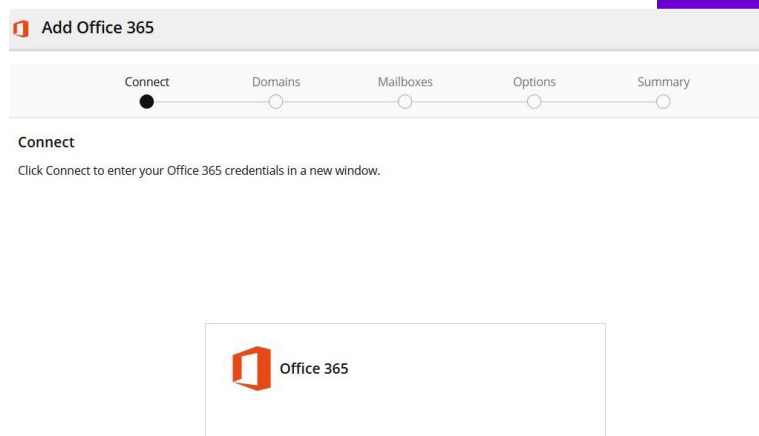 Add Office 365
Connect Domains Mailboxes Options Summary
Connect
Click Connect to enter your Office 365 credentials in a new window.
Office 365